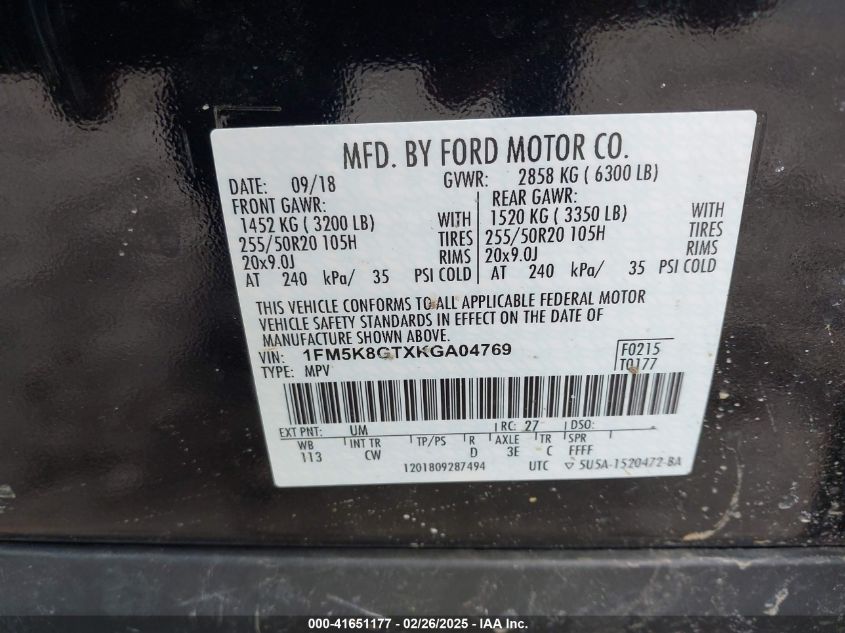 MFD. BY FORD MOTOR CO.
DATE: 09/18 GVWR: 2858 KG ( 6300 LB)
FRONT GAWR: REAR GAWR:
1452 KG ( 3200 LB) WITH 1520 KG ( 3350 LB) WITH
255/50R20 105H TIRES 255/50R20 105H TIRES
20x9.0J RIMS 20x9.0J RIMS
AT 240 kPa/ 35 PSI COLD AT 240 kPa/ 35 PSI COLD
THIS VEHICLE CONFORMS TO ALL APPLICABLE FEDERAL MOTOR
VEHICLE SAFETY STANDARDS IN EFFECT ON THE DATE OF
MANUFACTURE SHOWN ABOVE.
VIN: 1FM5K8GTXKGA04769 F0215
TYPE: MPV T0177
EXT PNT: UM RC: 27 DSO:
WB INT TR TP/PS R AXLE TR SPR
113 CW D 3E C FFFF
1201809287494 UTC ▽ 5U5A-1520472-BA
000-41651177 - 02/26/2025 - IAA Inc.